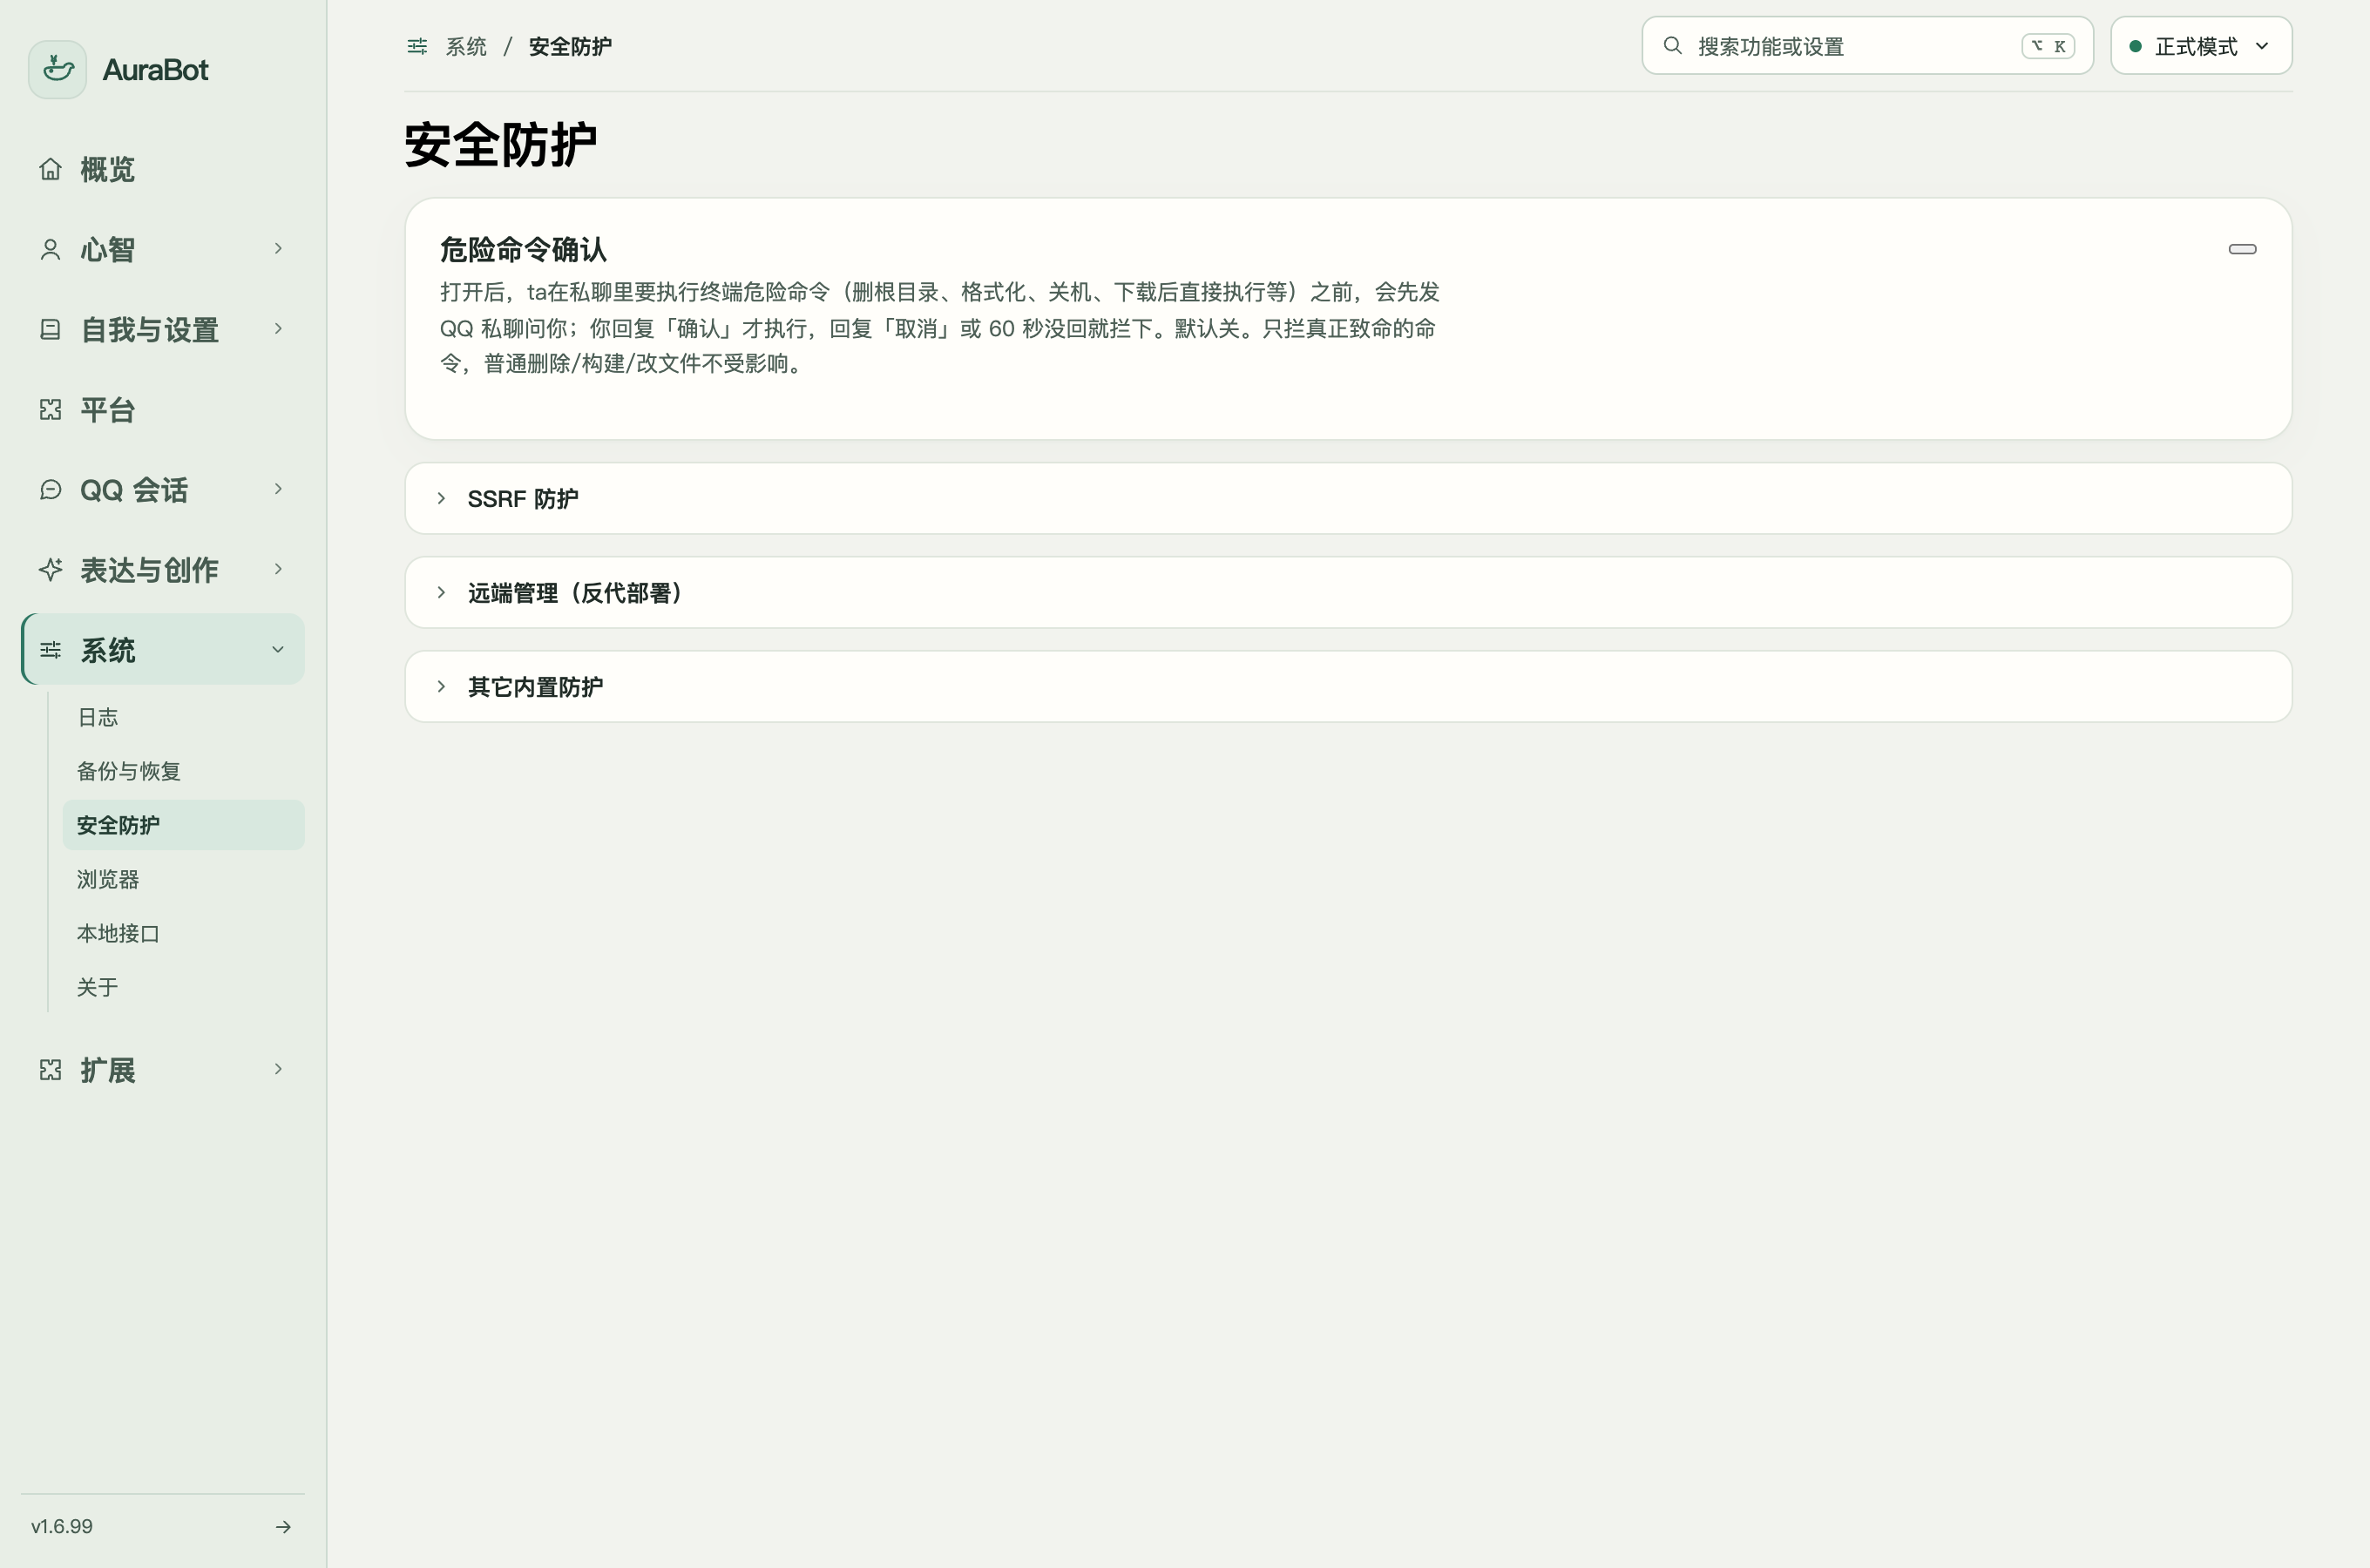 AuraBot
概览
心智
自我与设置
平台
QQ 会话
表达与创作
系统
日志
备份与恢复
安全防护
浏览器
本地接口
关于
扩展
v1.6.99
系统 / 安全防护
搜索功能或设置
⌥ K
正式模式
安全防护
危险命令确认
打开后，ta在私聊里要执行终端危险命令（删根目录、格式化、关机、下载后直接执行等）之前，会先发
QQ 私聊问你；你回复「确认」才执行，回复「取消」或 60 秒没回就拦下。默认关。只拦真正致命的命
令，普通删除/构建/改文件不受影响。
SSRF 防护
远端管理（反代部署）
其它内置防护